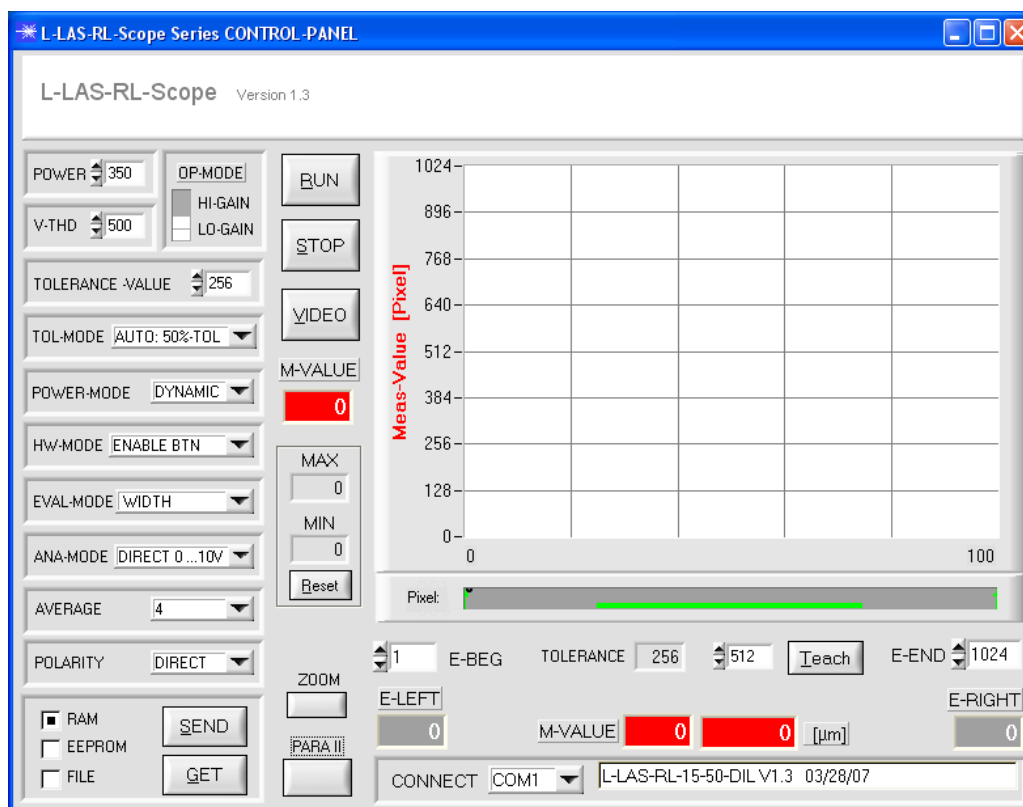 L-LAS-RL-Scope Series CONTROL-PANEL
L-LAS-RL-Scope Version 1.3
POWER 350
OP-MODE
HI-GAIN
LO-GAIN
V-THD 500
TOLERANCE -VALUE 256
TOL-MODE AUTO: 50%-TOL
POWER-MODE DYNAMIC
HW-MODE ENABLE BTN
EVAL-MODE WIDTH
ANA-MODE DIRECT 0 ...10V
AVERAGE 4
POLARITY DIRECT
RAM
EEPROM
FILE
SEND
GET
RUN
STOP
VIDEO
M-VALUE
0
MAX
0
MIN
0
Reset
ZOOM
PARA II
Meas-Value [Pixel]
1024
896
768
640
512
384
256
128
0
0 100
Pixel:
1 E-BEG TOLERANCE 256 512 Teach E-END 1024
E-LEFT E-RIGHT
0 M-VALUE 0 0 [µm] 0
CONNECT COM1 L-LAS-RL-15-50-DIL V1.3 03/28/07